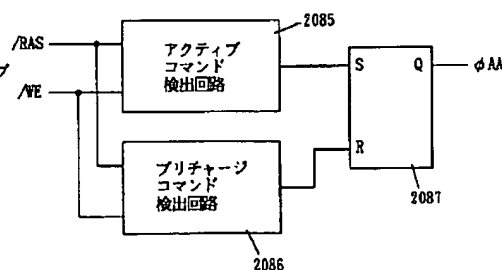 /RAS
ブ
/WE
アクティブ
コマンド
検出回路
2085
S
Q
φAA
R
プリチャージ
コマンド
検出回路
2086
2087